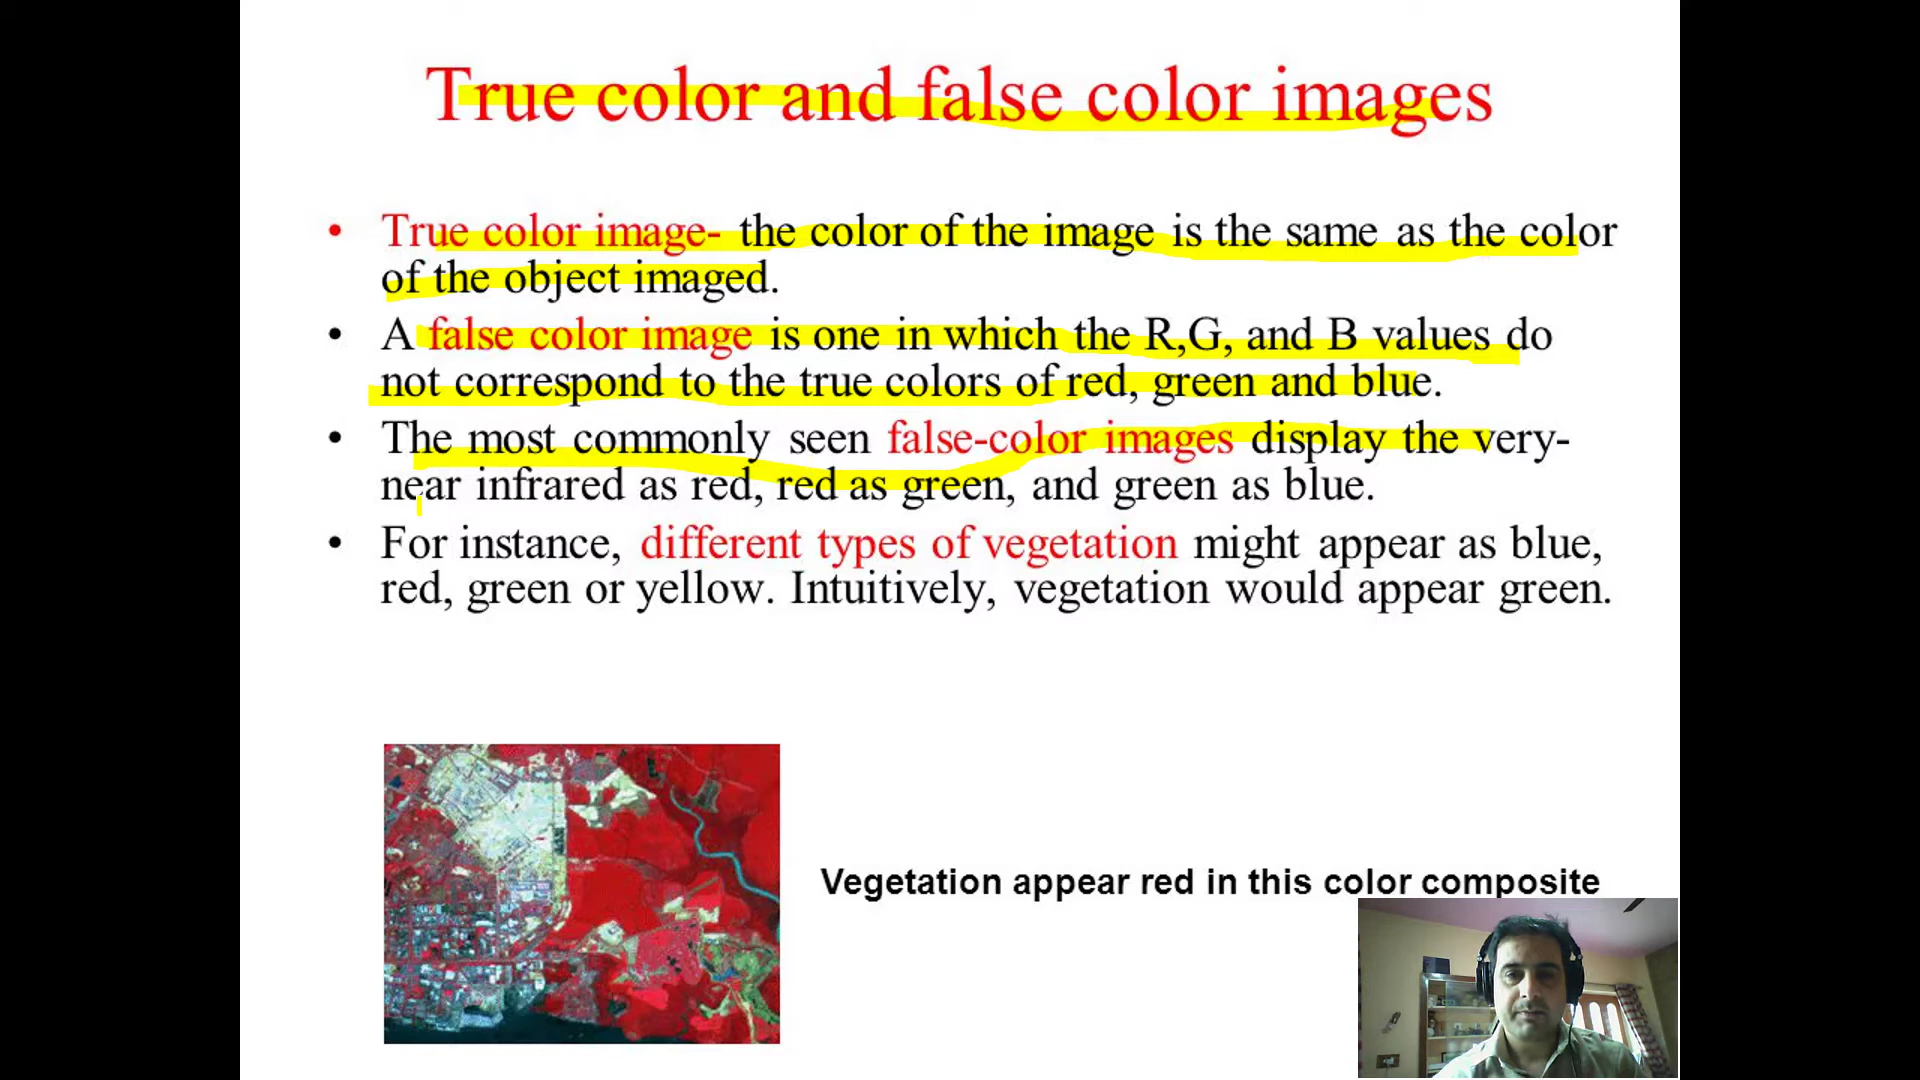 True color and false color images
• True color image- the color of the image is the same as the color
of the object imaged.
• A false color image is one in which the R,G, and B values do
not correspond to the true colors of red, green and blue.
• The most commonly seen false-color images display the very-
near infrared as red, red as green, and green as blue.
• For instance, different types of vegetation might appear as blue,
red, green or yellow. Intuitively, vegetation would appear green.
Vegetation appear red in this color composite